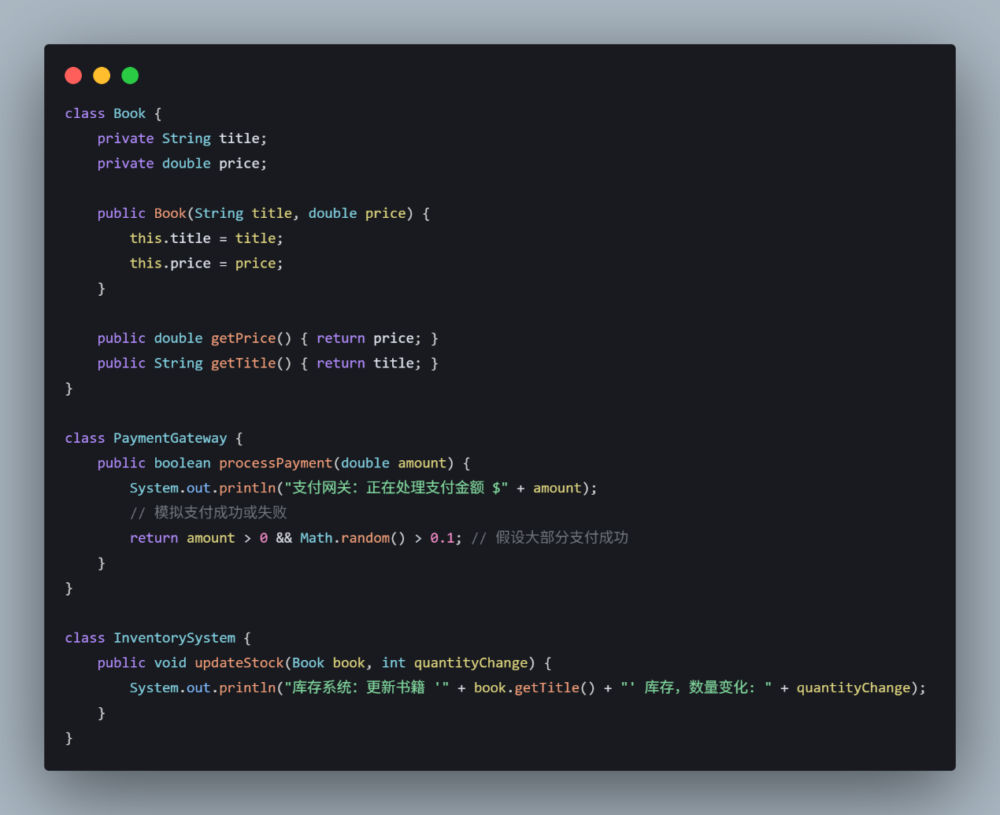 class Book {
    private String title;
    private double price;

    public Book(String title, double price) {
        this.title = title;
        this.price = price;
    }

    public double getPrice() { return price; }
    public String getTitle() { return title; }
}

class PaymentGateway {
    public boolean processPayment(double amount) {
        System.out.println("支付网关：正在处理支付金额 $" + amount);
        // 模拟支付成功或失败
        return amount > 0 && Math.random() > 0.1; // 假设大部分支付成功
    }
}

class InventorySystem {
    public void updateStock(Book book, int quantityChange) {
        System.out.println("库存系统：更新书籍 '" + book.getTitle() + "' 库存，数量变化: " + quantityChange);
    }
}